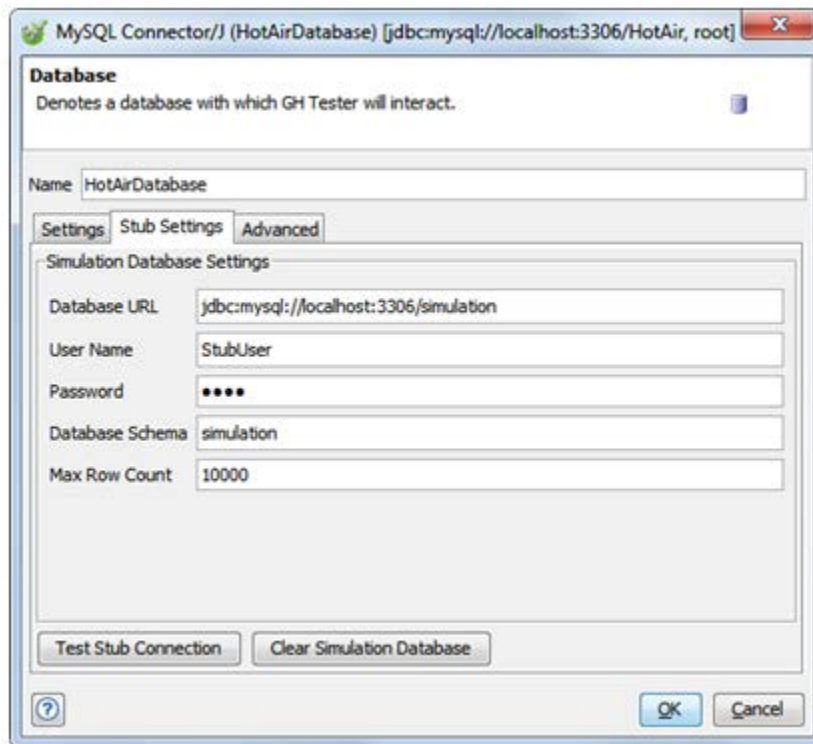 MySQL Connector/J (HotAirDatabase) [jdbc:mysql://localhost:3306/HotAir, root]
Database
Denotes a database with which GH Tester will interact.
Name HotAirDatabase
Settings Stub Settings Advanced
Simulation Database Settings
Database URL jdbc:mysql://localhost:3306/simulation
User Name StubUser
Password ••••
Database Schema simulation
Max Row Count 10000
Test Stub Connection Clear Simulation Database
? OK Cancel